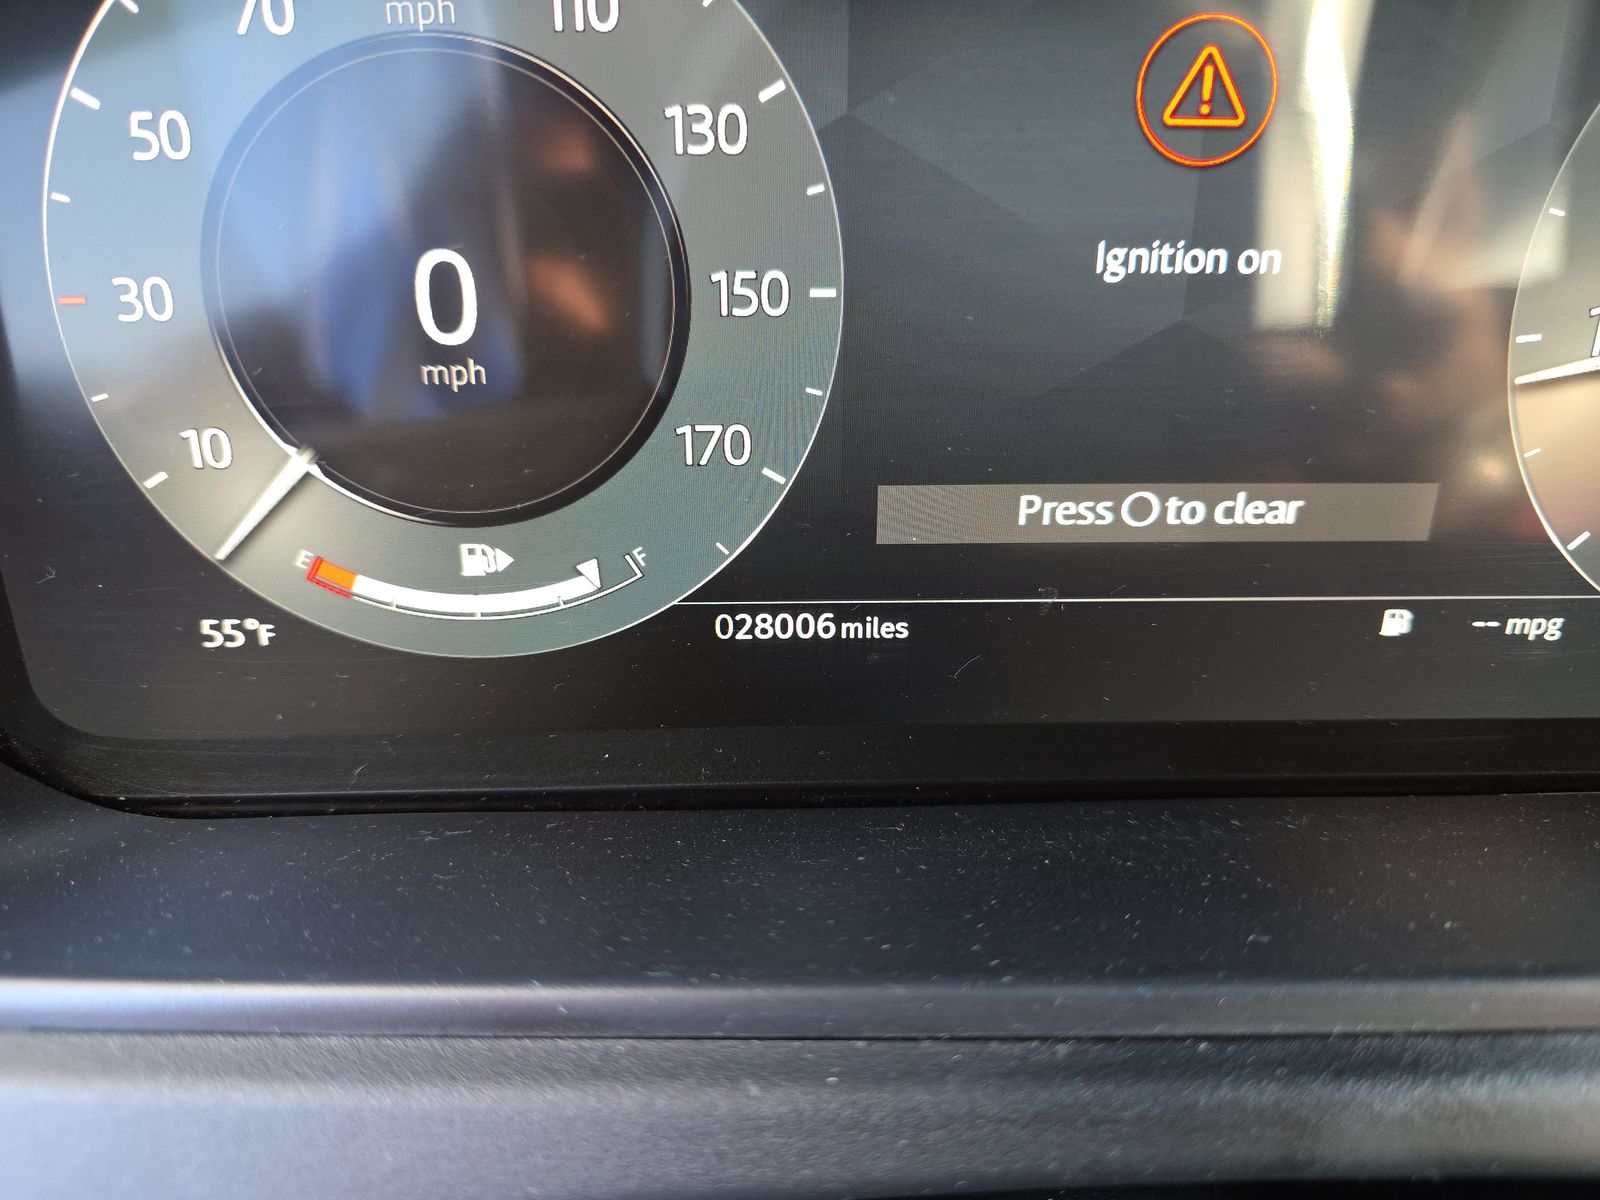 70 mph 110
50 130
30 150
0
mph
10 170
E F
55°F
Ignition on
Press O to clear
028006 miles
-- mpg